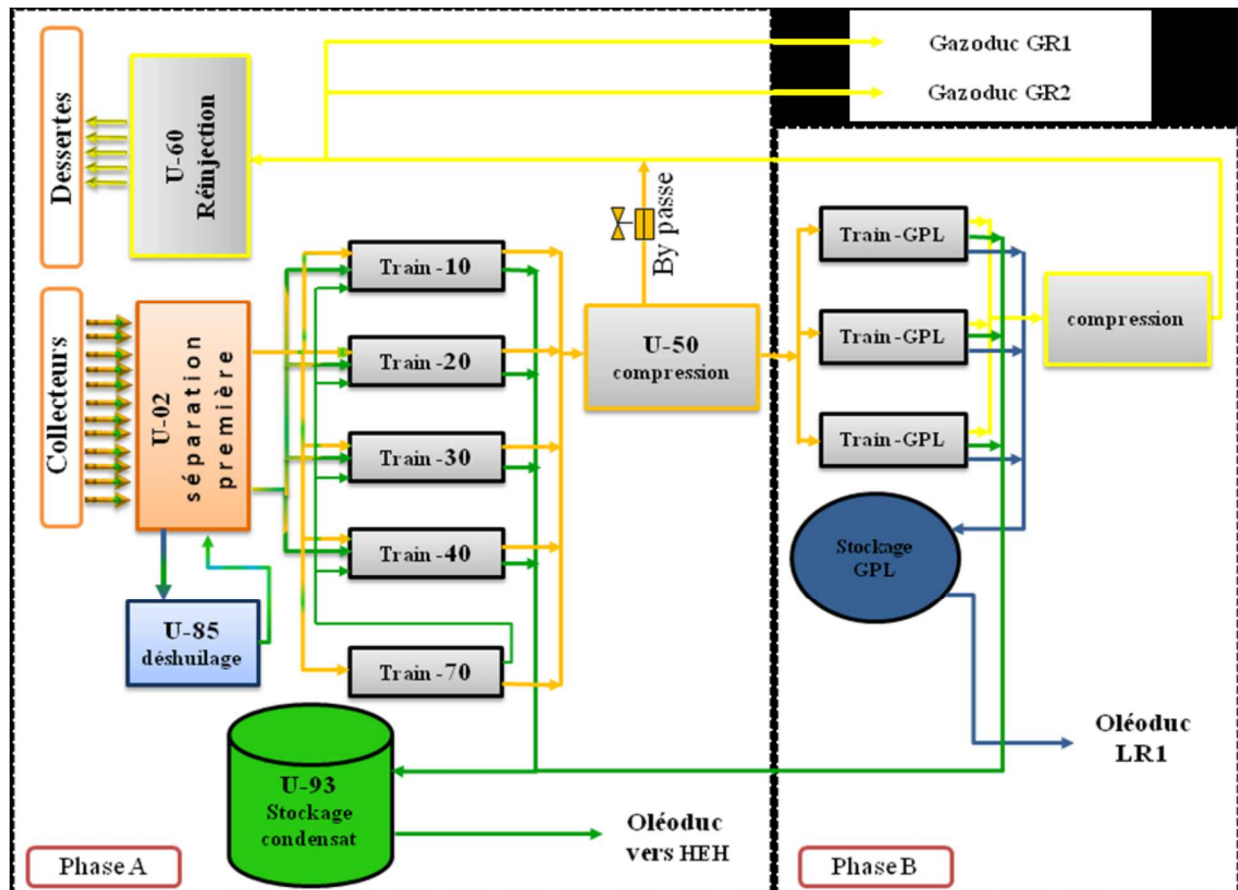 Gazoduc GR1
Gazoduc GR2
Dessertes
U-60
Réinjection
By passe
Collecteurs
U-02
séparation
première
Train -10
Train -20
Train -30
Train -40
Train -70
U-50
compression
Train -GPL
Train -GPL
Train -GPL
compression
Stockage
GPL
U-85
déshuilage
U-93
Stockage
condensat
Oléoduc
vers HEH
Oléoduc
LR1
Phase A
Phase B